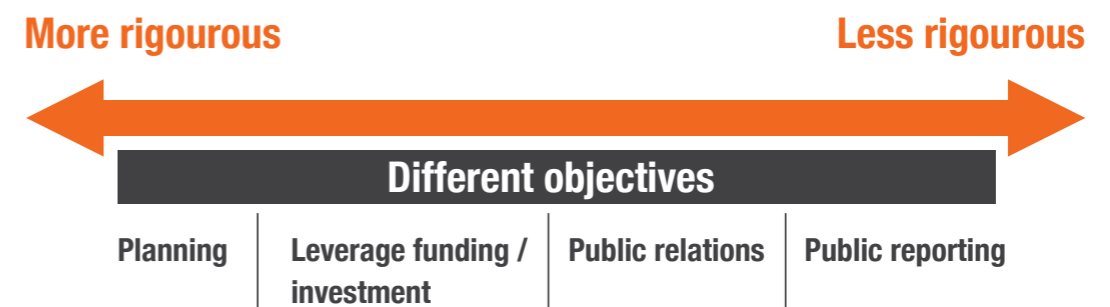 More rigourous Less rigourous
Different objectives
Planning Leverage funding / Public relations Public reporting
investment